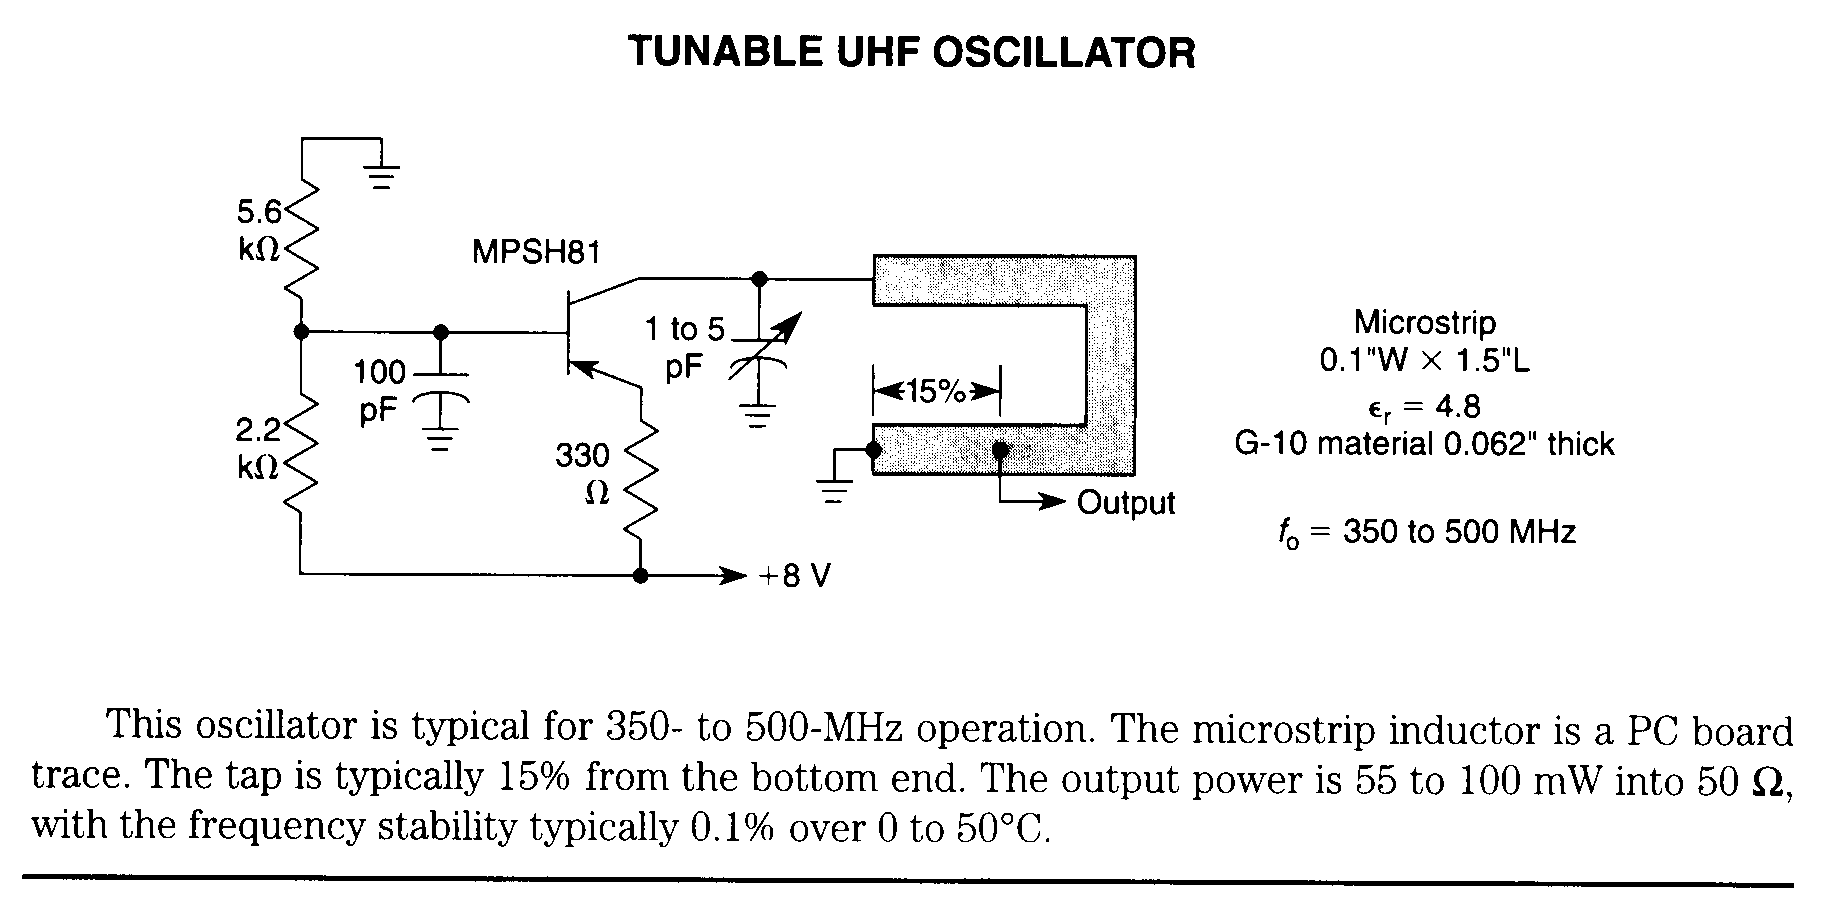 TUNABLE UHF OSCILLATOR
5.6
kΩ
MPSH81
1 to 5
pF
100
pF
15%
2.2
kΩ
330
Ω
Output
+8 V
Microstrip
0.1"W × 1.5"L
ϵr = 4.8
G-10 material 0.062" thick
fo = 350 to 500 MHz
This oscillator is typical for 350- to 500-MHz operation. The microstrip inductor is a PC board
trace. The tap is typically 15% from the bottom end. The output power is 55 to 100 mW into 50 Ω,
with the frequency stability typically 0.1% over 0 to 50°C.